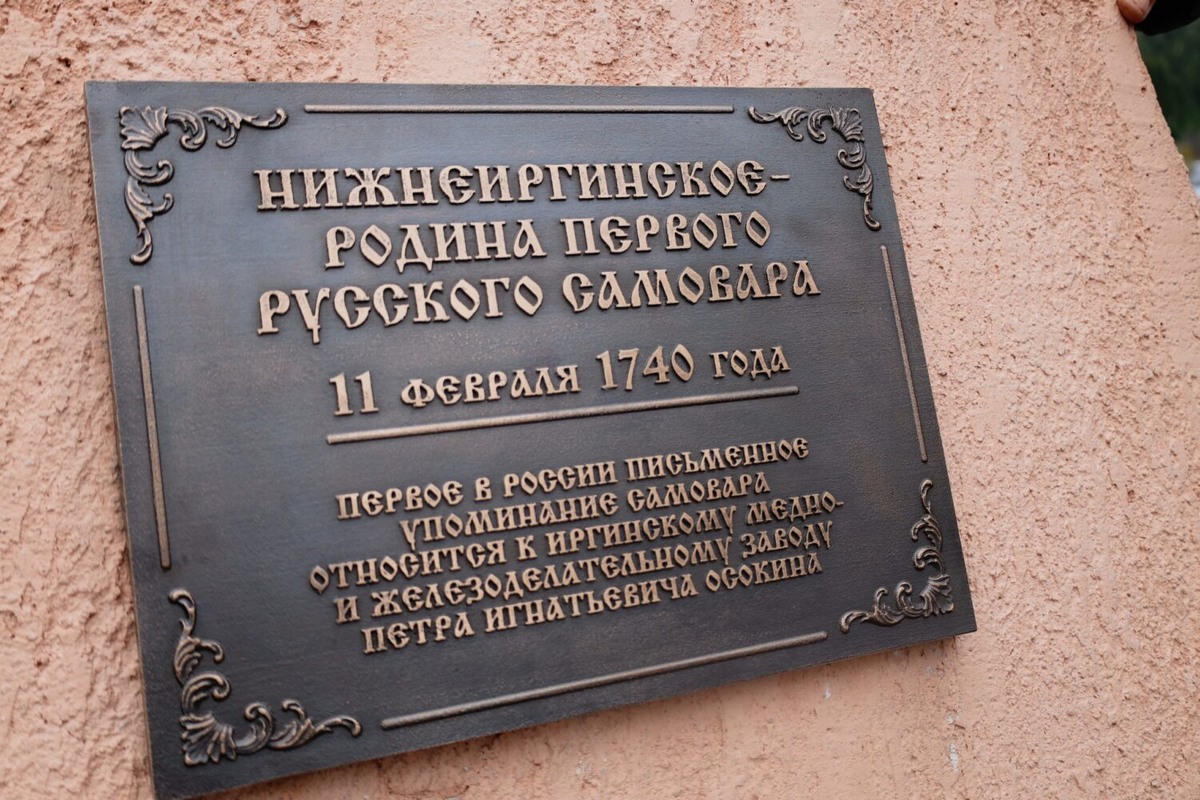 НИЖНЕИРГИНСКОЕ-
РОДИНА ПЕРВОГО
РУССКОГО САМОВАРА
11 ФЕВРАЛЯ 1740 ГОДА
ПЕРВОЕ В РОССИИ ПИСЬМЕННОЕ
УПОМИНАНИЕ САМОВАРА
ОТНОСИТСЯ К ИРГИНСКОМУ МЕДНО-
И ЖЕЛЕЗОДЕЛАТЕЛЬНОМУ ЗАВОДУ
ПЕТРА ИГНАТЬЕВИЧА ОСОКИНА